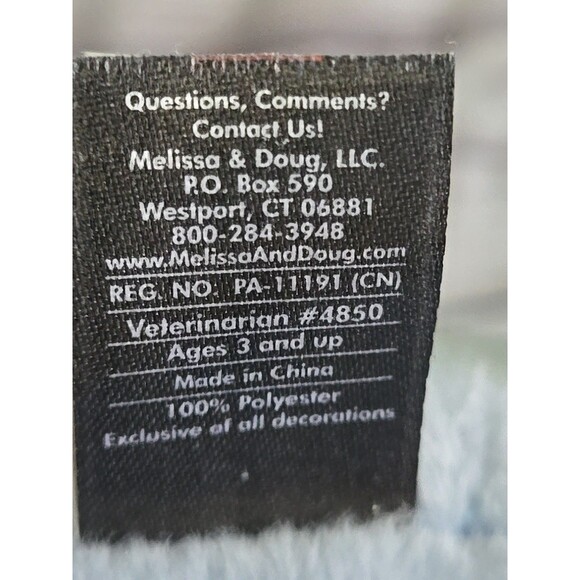 Questions, Comments?
Contact Us!
Melissa & Doug, LLC.
P.O. Box 590
Westport, CT 06881
800-284-3948
www.MelissaAndDoug.com
REG. NO. PA-11191 (CN)
Veterinarian #4850
Ages 3 and up
Made in China
100% Polyester
Exclusive of all decorations